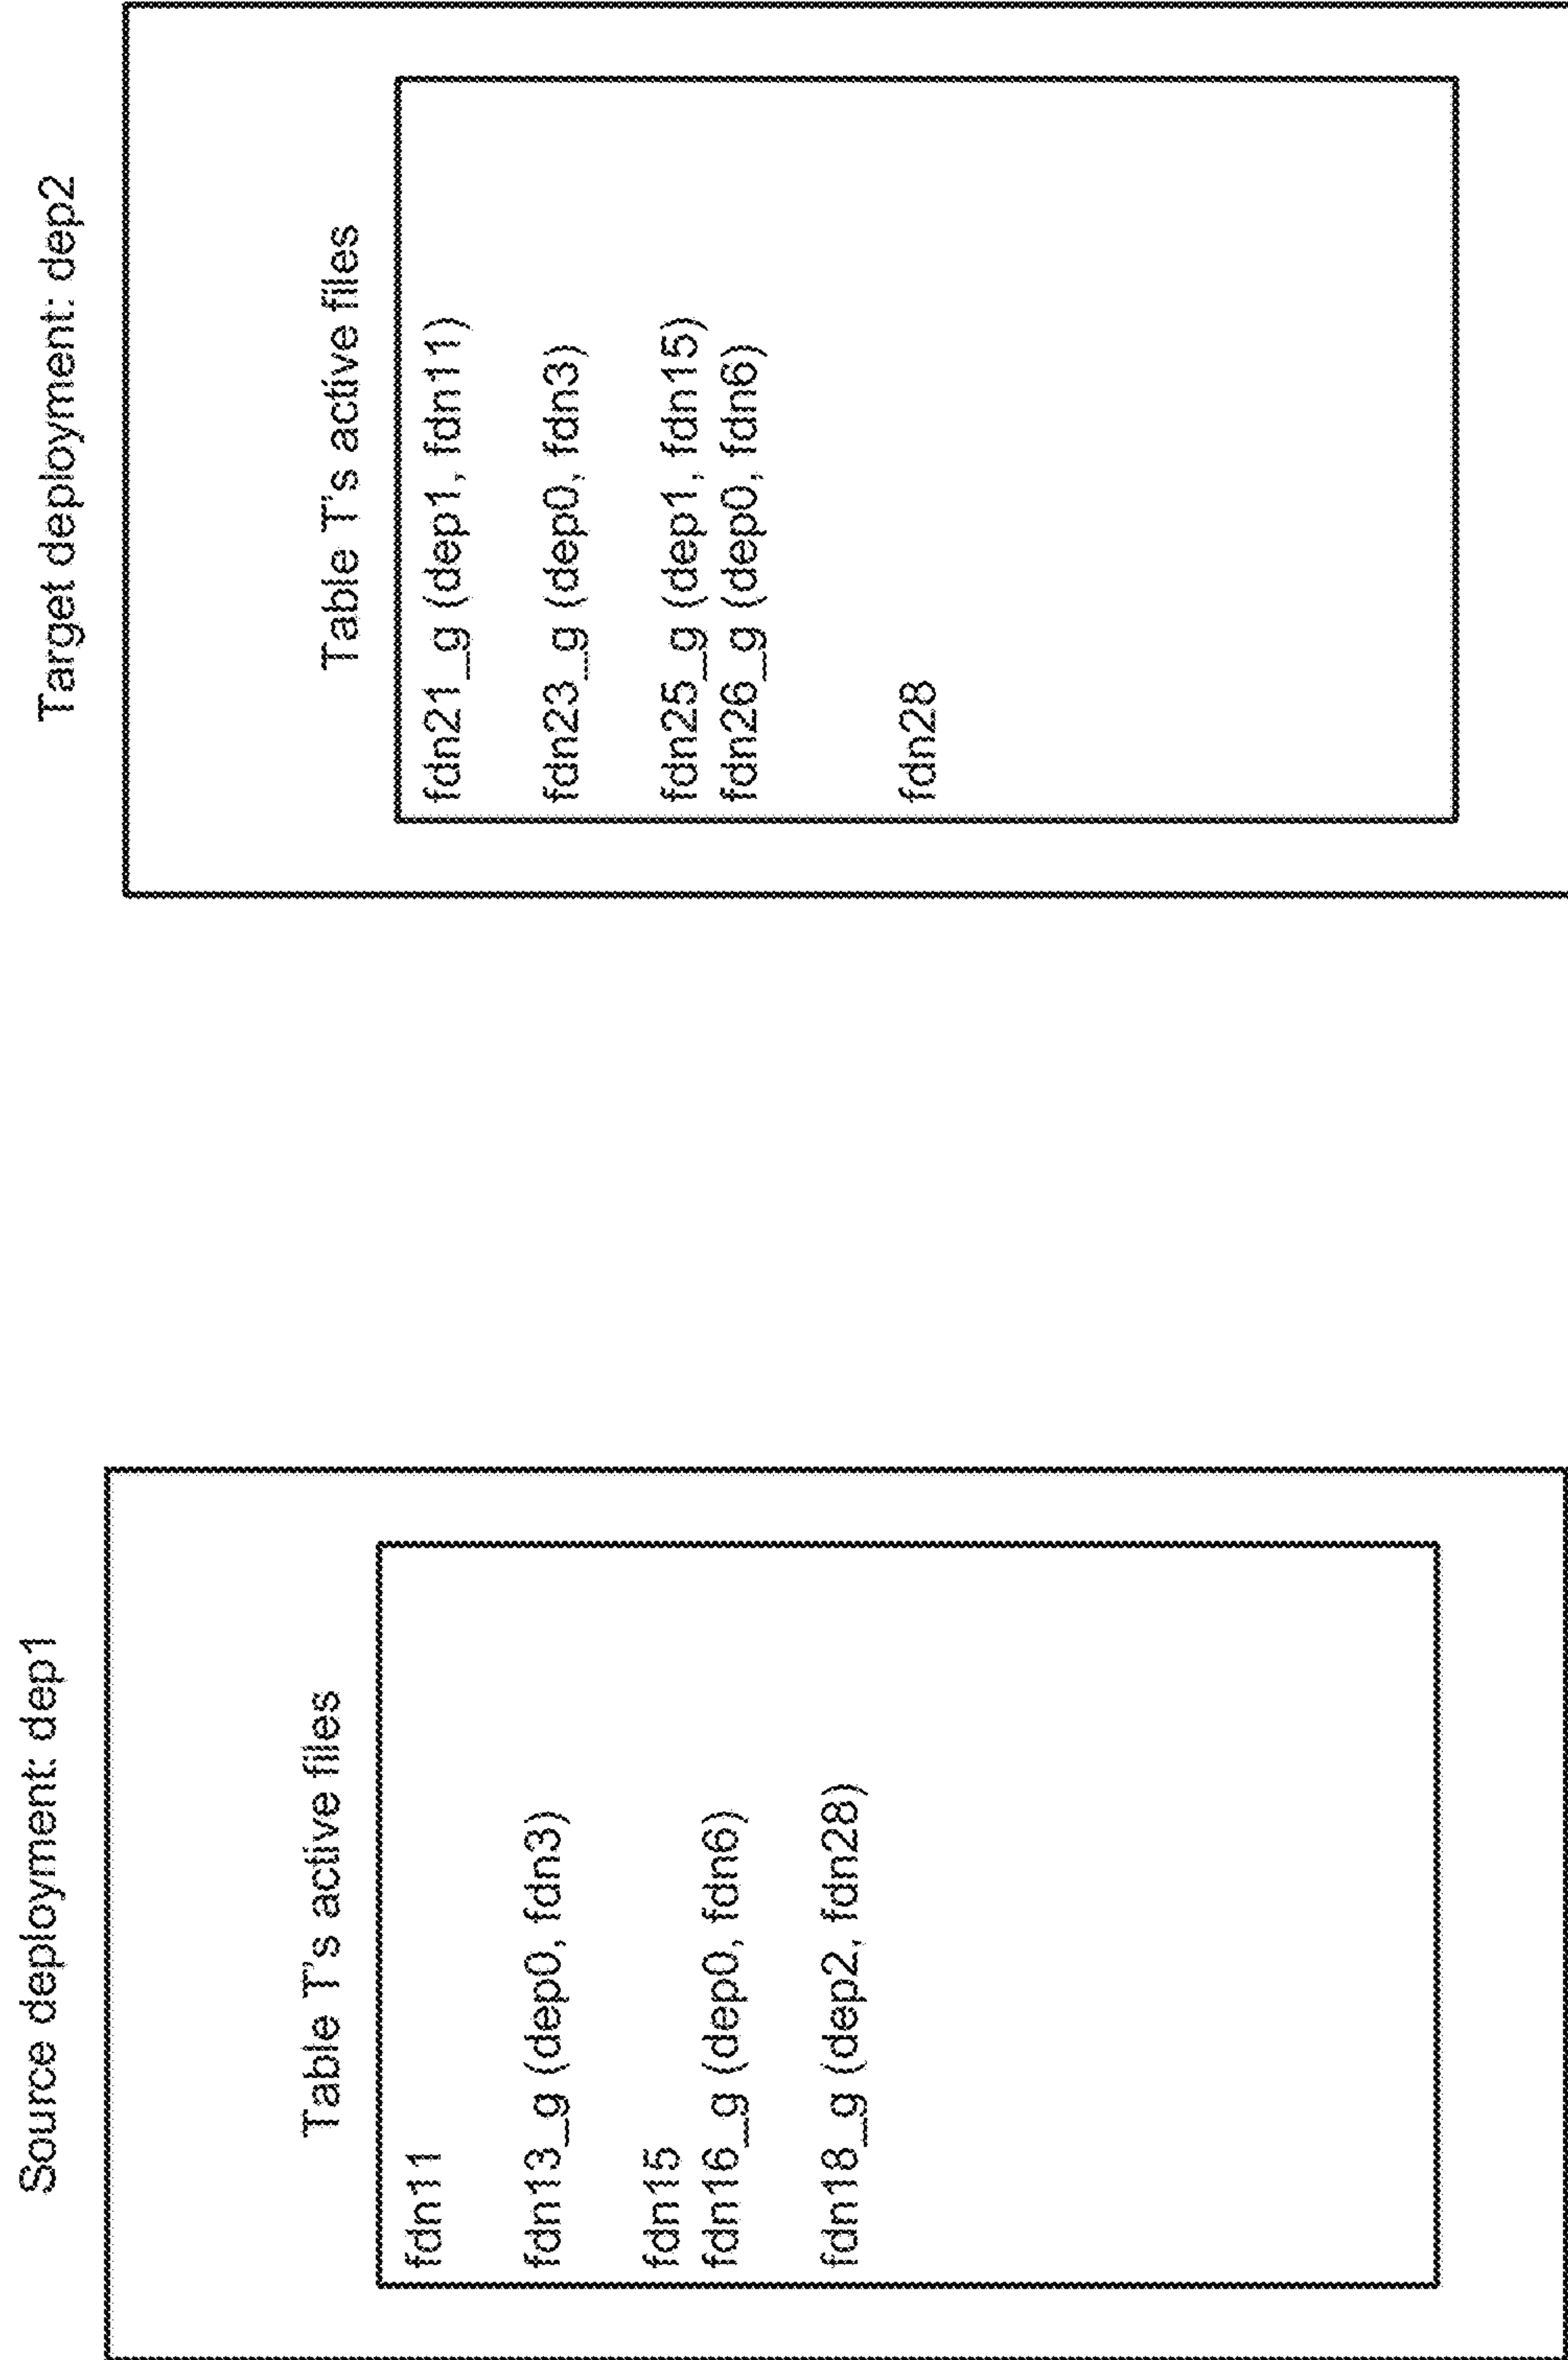 Source deployment: dep1
Table T's active files
fdn11
fdn13_g (dep0, fdn3)
fdn15
fdn16_g (dep0, fdn6)
fdn18_g (dep2, fdn28)
Target deployment: dep2
Table T's active files
fdn21_g (dep1, fdn11)
fdn23_g (dep0, fdn3)
fdn25_g (dep1, fdn15)
fdn26_g (dep0, fdn6)
fdn28